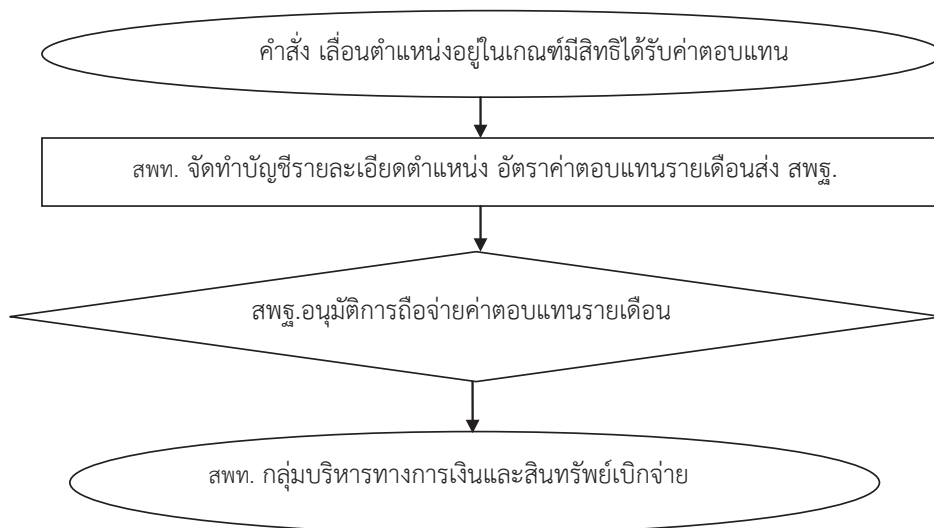 คำสั่ง เลื่อนตำแหน่งอยู่ในเกณฑ์มีสิทธิได้รับค่าตอบแทน
สพท. จัดทำบัญชีรายละเอียดตำแหน่ง อัตราค่าตอบแทนรายเดือนส่ง สพฐ.
สพฐ.อนุมัติการถือจ่ายค่าตอบแทนรายเดือน
สพท. กลุ่มบริหารทางการเงินและสินทรัพย์เบิกจ่าย